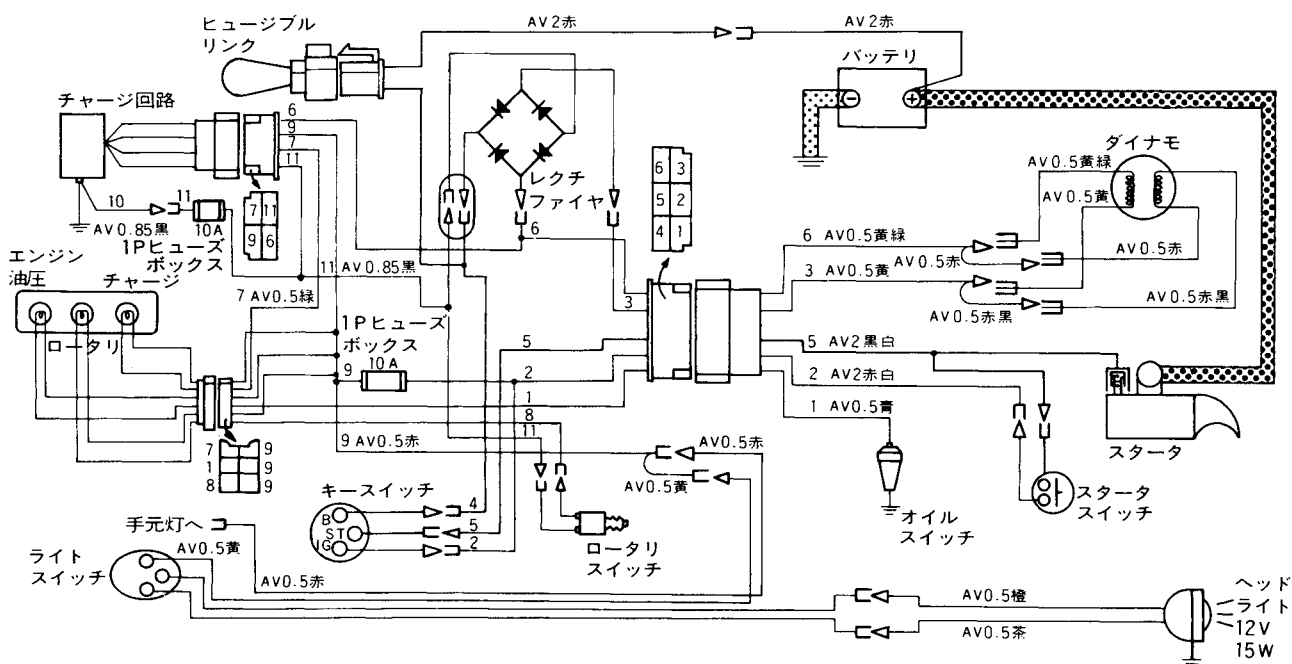 ヒュージブル
リンク
AV2赤
AV2赤
バッテリ
チャージ回路
6
9
7
11
10
11
AV0.85黒
10A
1Pヒューズ
ボックス
7 11
9 6
レクチ
ファイヤ
6
6 3
5 2
4 1
ダイナモ
AV0.5黄緑
AV0.5黄
6 AV0.5黄緑
AV0.5赤
AV0.5赤
3 AV0.5黄
AV0.5赤黒
AV0.5赤黒
エンジン
油圧
チャージ
ロータリ
11 AV0.85黒
7 AV0.5緑
3
1Pヒューズ
ボックス
10A
9
5
2
1
8
11
5 AV2黒白
2 AV2赤白
1 AV0.5青
スタータ
7 9
1
8 9
9 AV0.5赤
AV0.5赤
AV0.5黄
キースイッチ
B
ST
IG
4
5
2
ロータリ
スイッチ
オイル
スイッチ
スタータ
スイッチ
手元灯へ
ライト
スイッチ
AV0.5黄
AV0.5赤
AV0.5橙
AV0.5茶
ヘッド
ライト
12V
15W